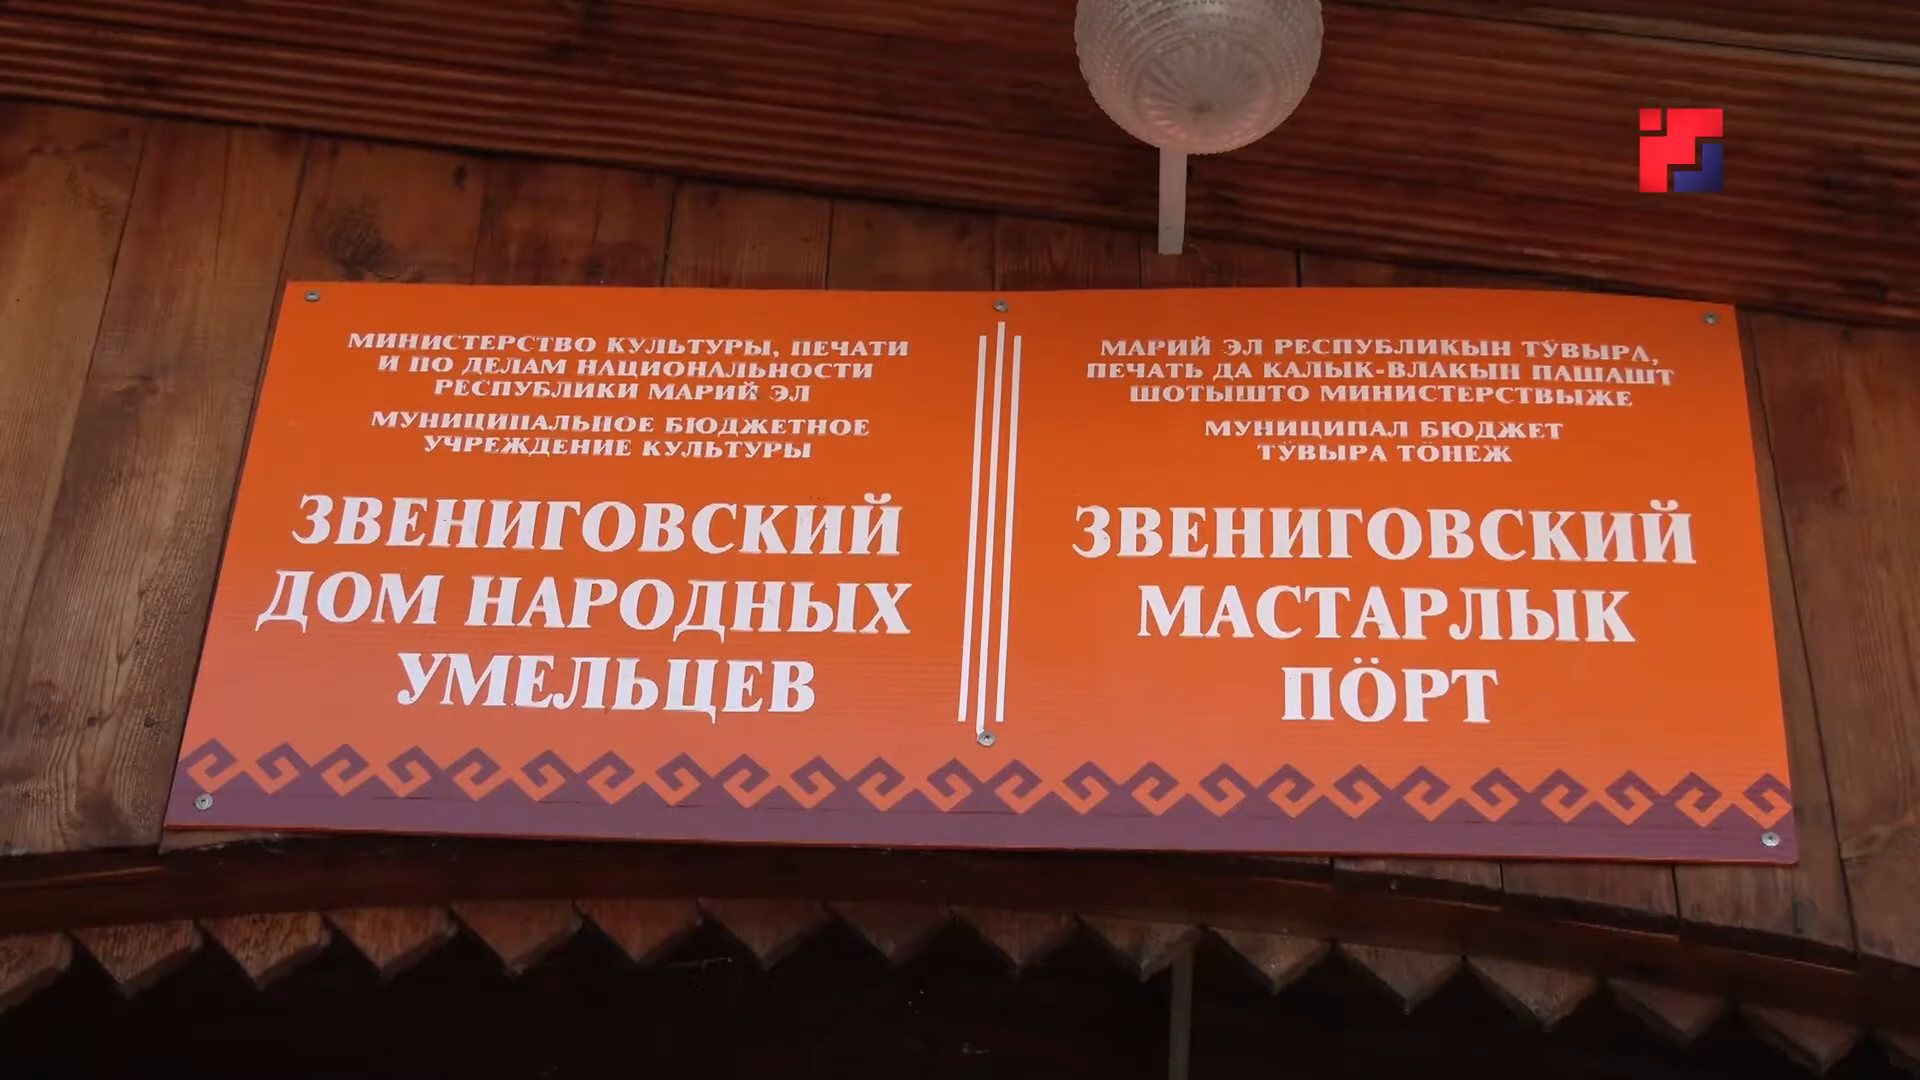 МИНИСТЕРСТВО КУЛЬТУРЫ, ПЕЧАТИ
И ПО ДЕЛАМ НАЦИОНАЛЬНОСТИ
РЕСПУБЛИКИ МАРИЙ ЭЛ
МУНИЦИПАЛЬНОЕ БЮДЖЕТНОЕ
УЧРЕЖДЕНИЕ КУЛЬТУРЫ
ЗВЕНИГОВСКИЙ
ДОМ НАРОДНЫХ
УМЕЛЬЦЕВ
МАРИЙ ЭЛ РЕСПУБЛИКЫН ТӰВЫРА,
ПЕЧАТЬ ДА КАЛЫК-ВЛАКЫН ПАШАШТ
ШОТЫШТО МИНИСТЕРСТВЫЖЕ
МУНИЦИПАЛ БЮДЖЕТ
ТӰВЫРА ТӦНЕЖ
ЗВЕНИГОВСКИЙ
МАСТАРЛЫК
ПӦРТ